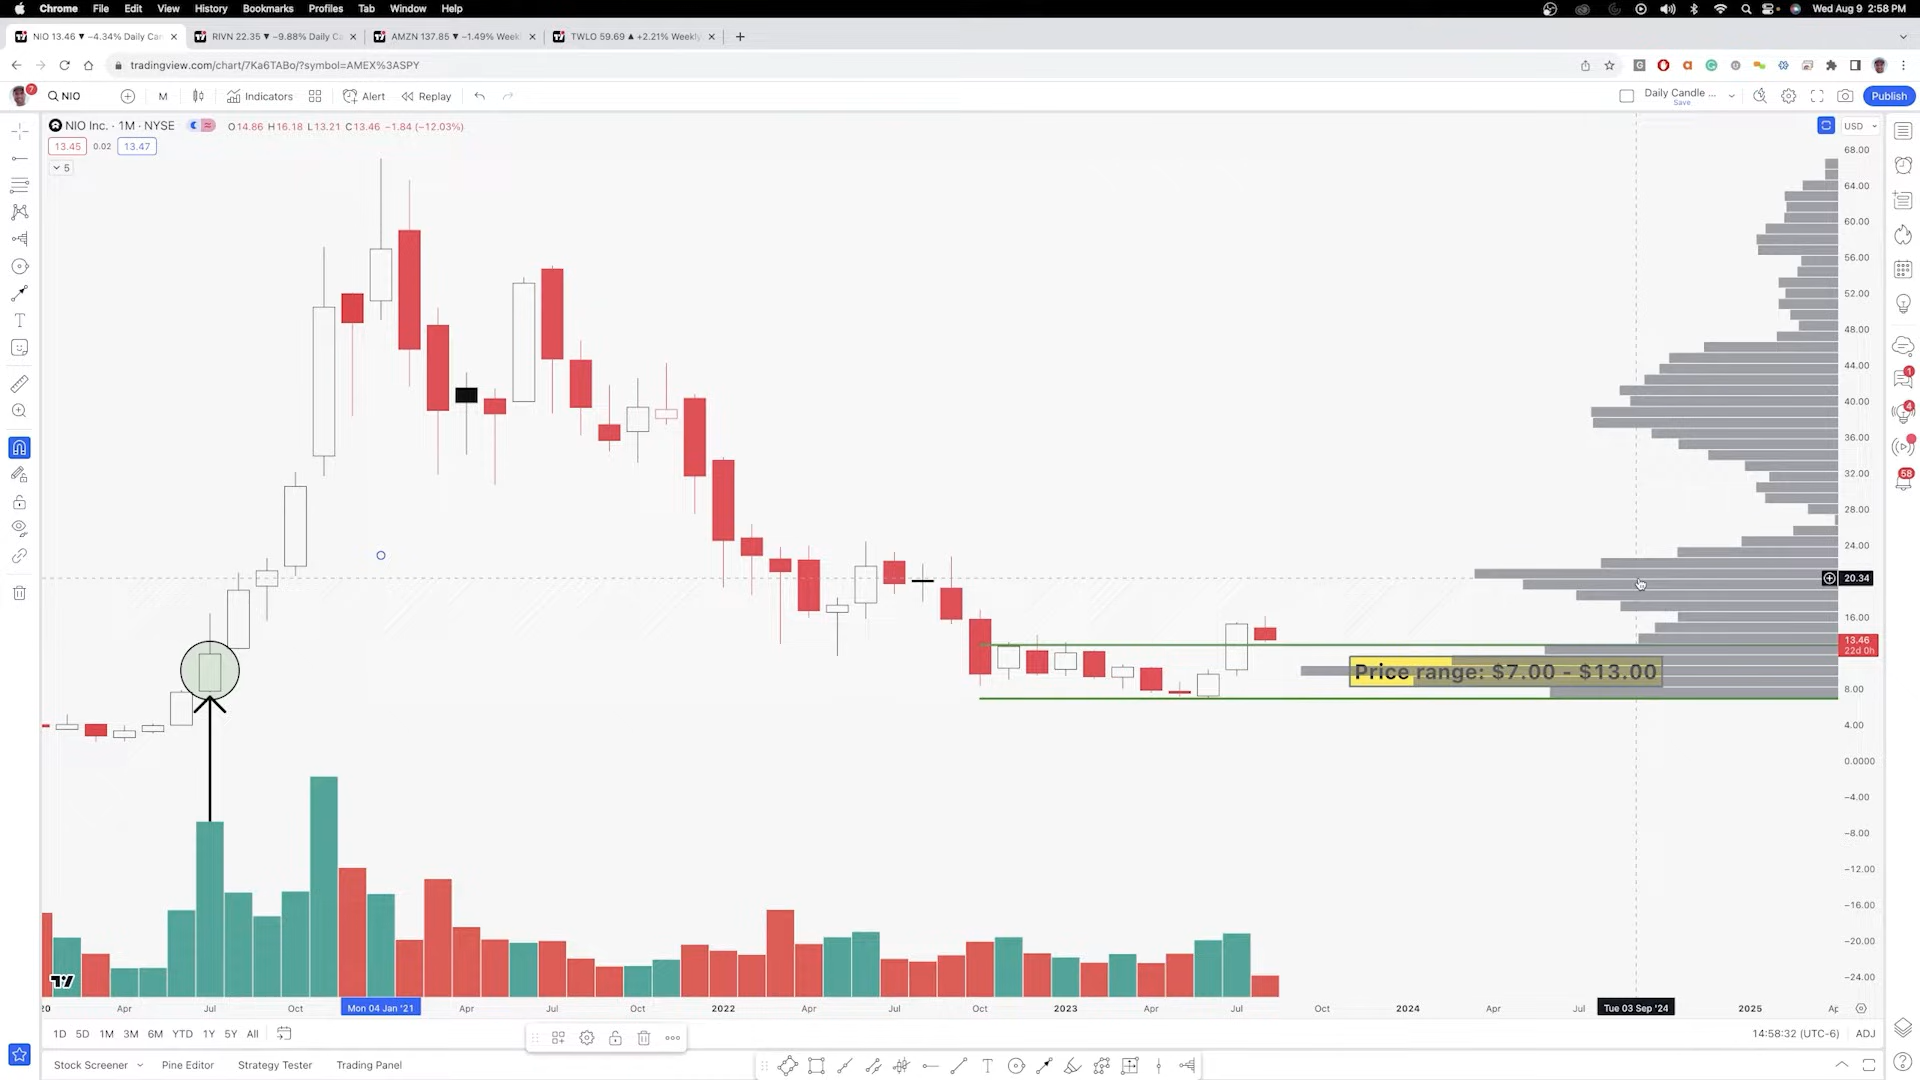 Chrome File Edit View History Bookmarks Profiles Tab Window Help Wed Aug 9 2:58 PM
NIO 13.46 ▼ −4.34% Daily Ca RIVN 22.35 ▼ −9.88% Daily C AMZN 137.85 ▼ −1.49% Week TWLO 59.69 ▲ +2.21% Weekly
tradingview.com/chart/7Ka6TABo/?symbol=AMEX%3ASPY
7 NIO M Indicators Alert Replay Daily Candle ... Save Publish
NIO Inc. · 1M · NYSE O14.86 H16.18 L13.21 C13.46 −1.84 (−12.03%) USD
13.45 0.02 13.47
5
68.00
64.00
60.00
56.00
52.00
48.00
44.00
40.00
36.00
32.00
28.00
24.00
20.34
16.00
13.46
22d 0h
Price range: $7.00 - $13.00
8.00
4.00
0.0000
−4.00
−8.00
−12.00
−16.00
−20.00
−24.00
1
4
58
20 Apr Jul Oct Mon 04 Jan '21 Apr Jul Oct 2022 Apr Jul Oct 2023 Apr Jul Oct 2024 Apr Jul Tue 03 Sep '24 2025
1D 5D 1M 3M 6M YTD 1Y 5Y All 14:58:32 (UTC-6) ADJ
Stock Screener Pine Editor Strategy Tester Trading Panel